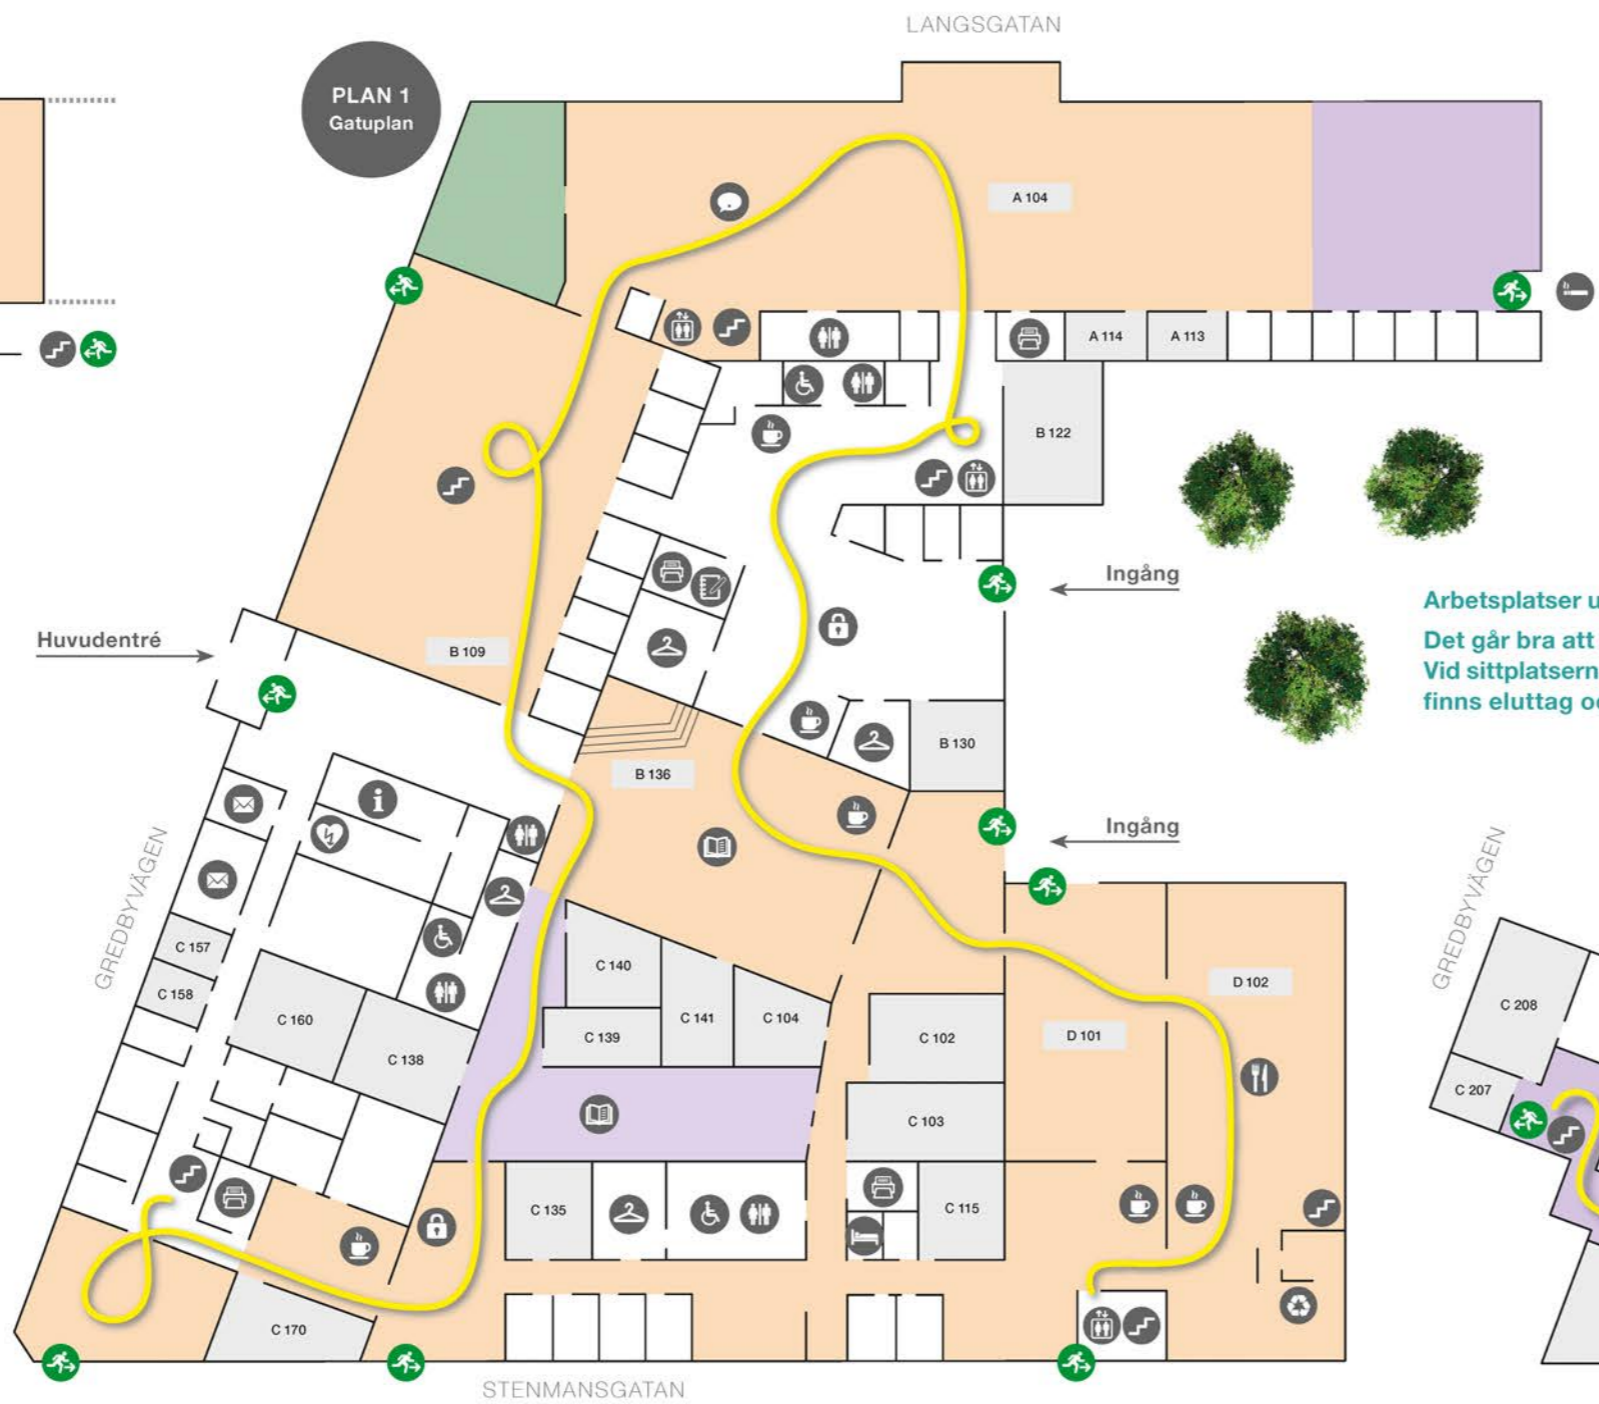 LANGSGATAN
PLAN 1
Gatuplan
A 104
A 114
A 113
B 122
Ingång
Arbetsplatser u
Det går bra att
Vid sittplatsern
finns eluttag oc
Huvudentré
B 109
B 130
B 136
Ingång
GREDBYVÄGEN
GREDBYVÄGEN
C 157
C 158
C 140
C 141
C 104
C 139
C 160
C 138
C 102
C 103
D 101
D 102
C 208
C 207
C 135
C 115
C 170
STENMANSGATAN